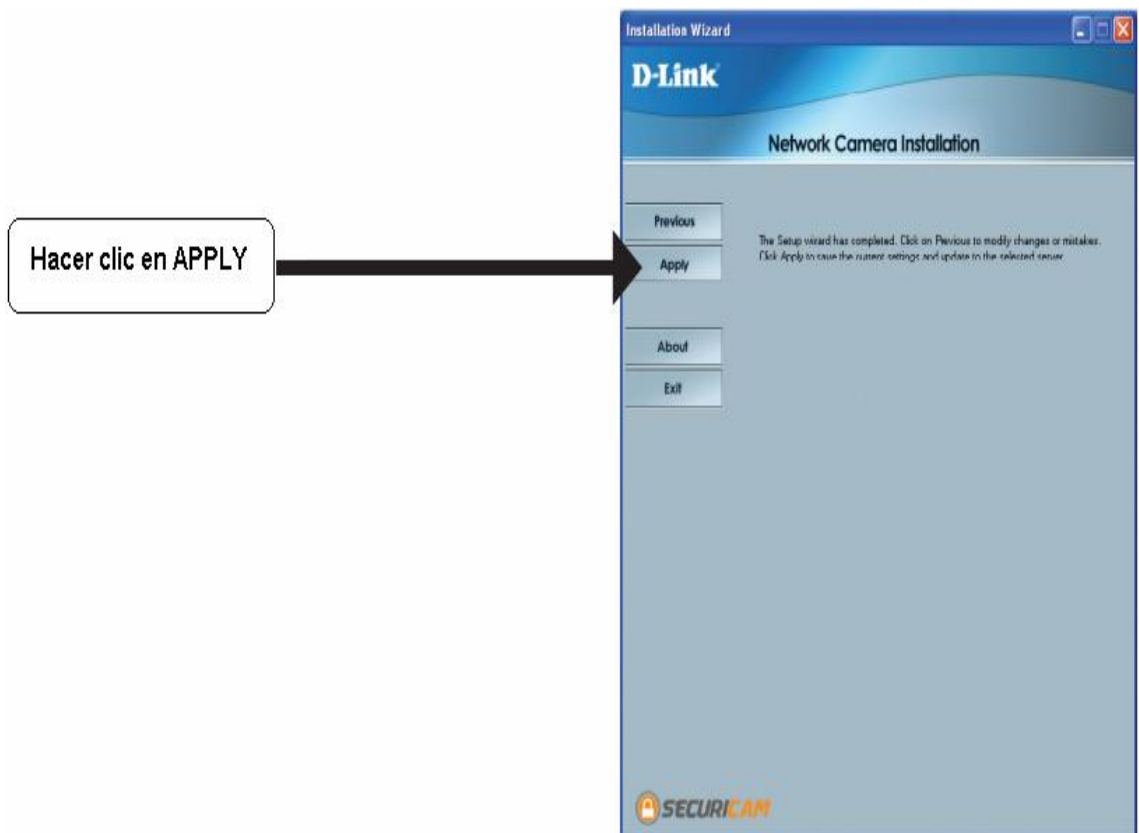 Installation Wizard
D-Link
Network Camera Installation
Previous
Hacer clic en APPLY
Apply
The Setup wizard has completed. Click on Previous to modify changes or mistakes.
Click Apply to save the current settings and update to the selected server
About
Exit
SECURICAM